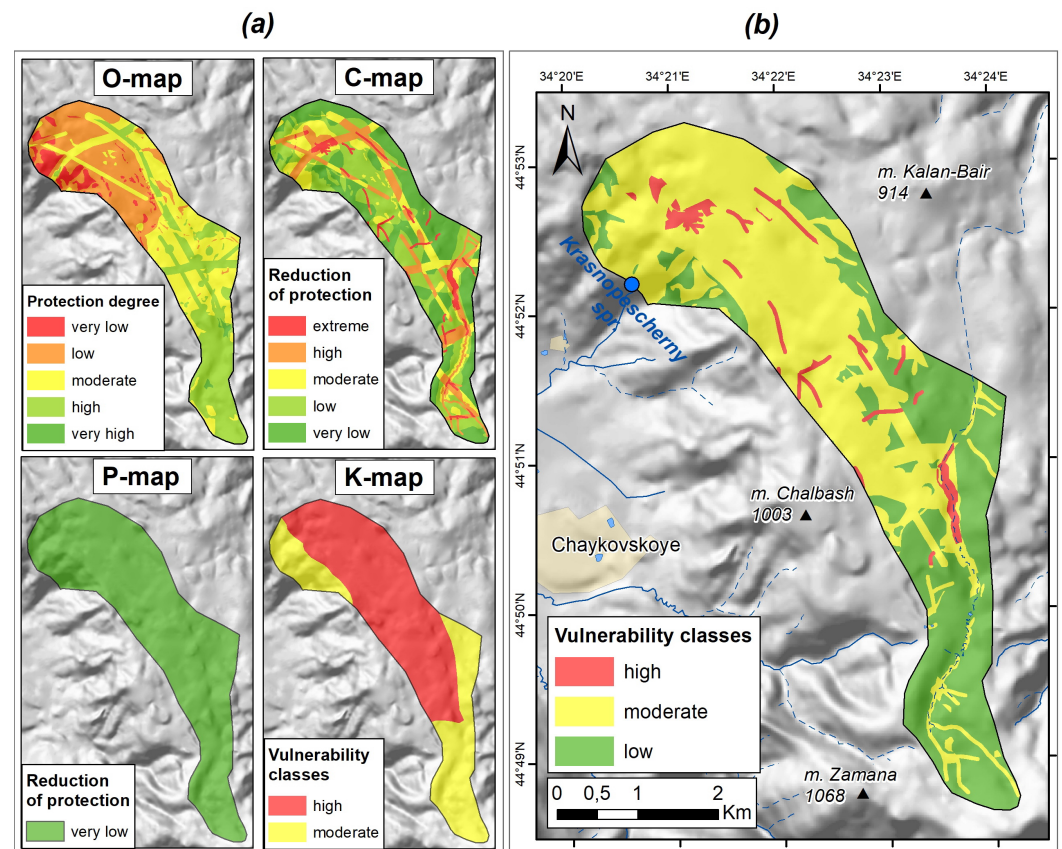 (a)
O-map
Protection degree
very low
low
moderate
high
very high
C-map
Reduction
of protection
extreme
high
moderate
low
very low
P-map
Reduction
of protection
very low
K-map
Vulnerability
classes
high
moderate
(b)
34°20'E
34°21'E
34°22'E
34°23'E
34°24'E
44°53'N
44°52'N
44°51'N
44°50'N
44°49'N
N
m. Kalan-Bair
914
Krasnopescherny
spr.
m. Chalbash
1003
Chaykovskoye
m. Zamana
1068
Vulnerability classes
high
moderate
low
0 0,5 1 2
Km